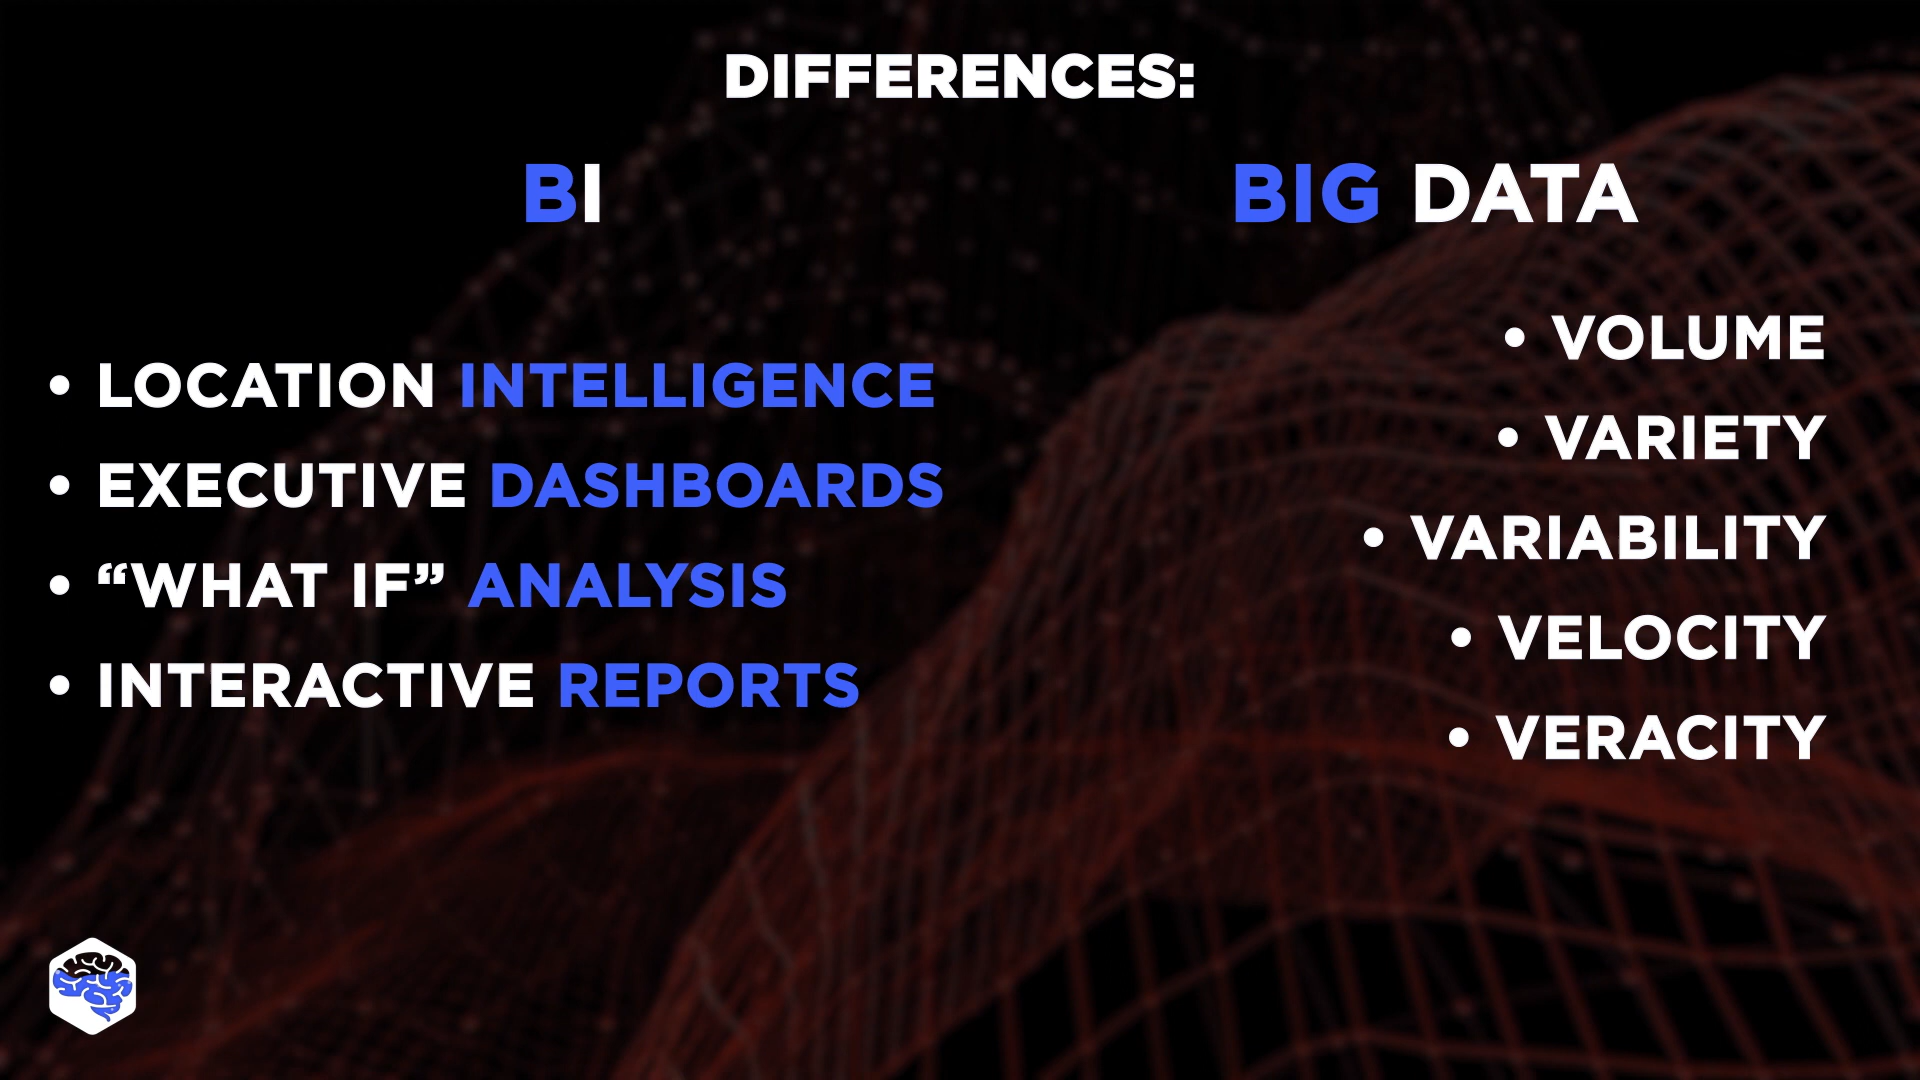 DIFFERENCES:
BI
• LOCATION INTELLIGENCE
• EXECUTIVE DASHBOARDS
• “WHAT IF” ANALYSIS
• INTERACTIVE REPORTS
BIG DATA
• VOLUME
• VARIETY
• VARIABILITY
• VELOCITY
• VERACITY